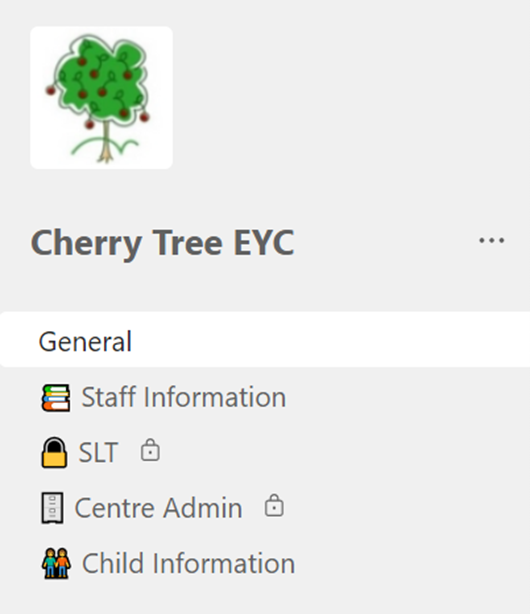 Cherry Tree EYC
General
Staff Information
SLT
Centre Admin
Child Information